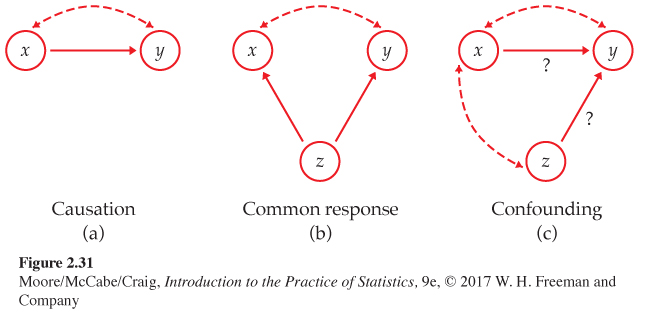 x y x y x y
?
?
z z
Causation Common response Confounding
(a) (b) (c)
Figure 2.31
Moore/McCabe/Craig, Introduction to the Practice of Statistics, 9e, © 2017 W. H. Freeman and
Company